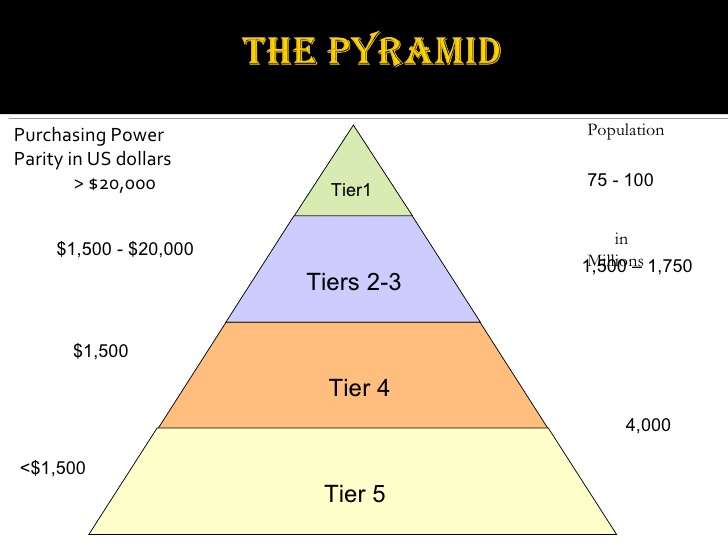 THE PYRAMID
Purchasing Power
Parity in US dollars
> $20,000
Population
75 - 100
Tier1
in
Millions
$1,500 - $20,000
1,500 – 1,750
Tiers 2-3
$1,500
Tier 4
4,000
<$1,500
Tier 5